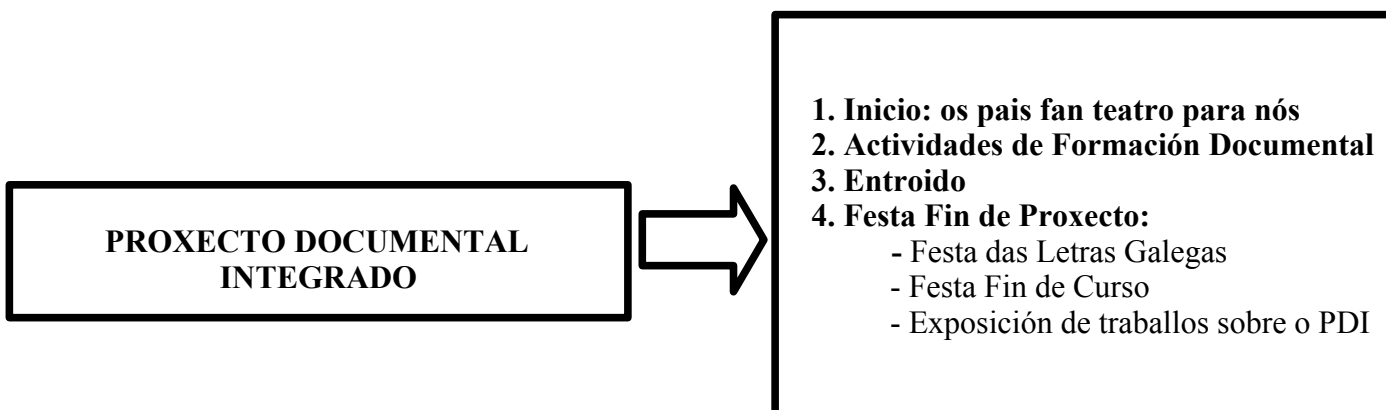 PROXECTO DOCUMENTAL
INTEGRADO
1. Inicio: os pais fan teatro para nós
2. Actividades de Formación Documental
3. Entroido
4. Festa Fin de Proxecto:
- Festa das Letras Galegas
- Festa Fin de Curso
- Exposición de traballos sobre o PDI